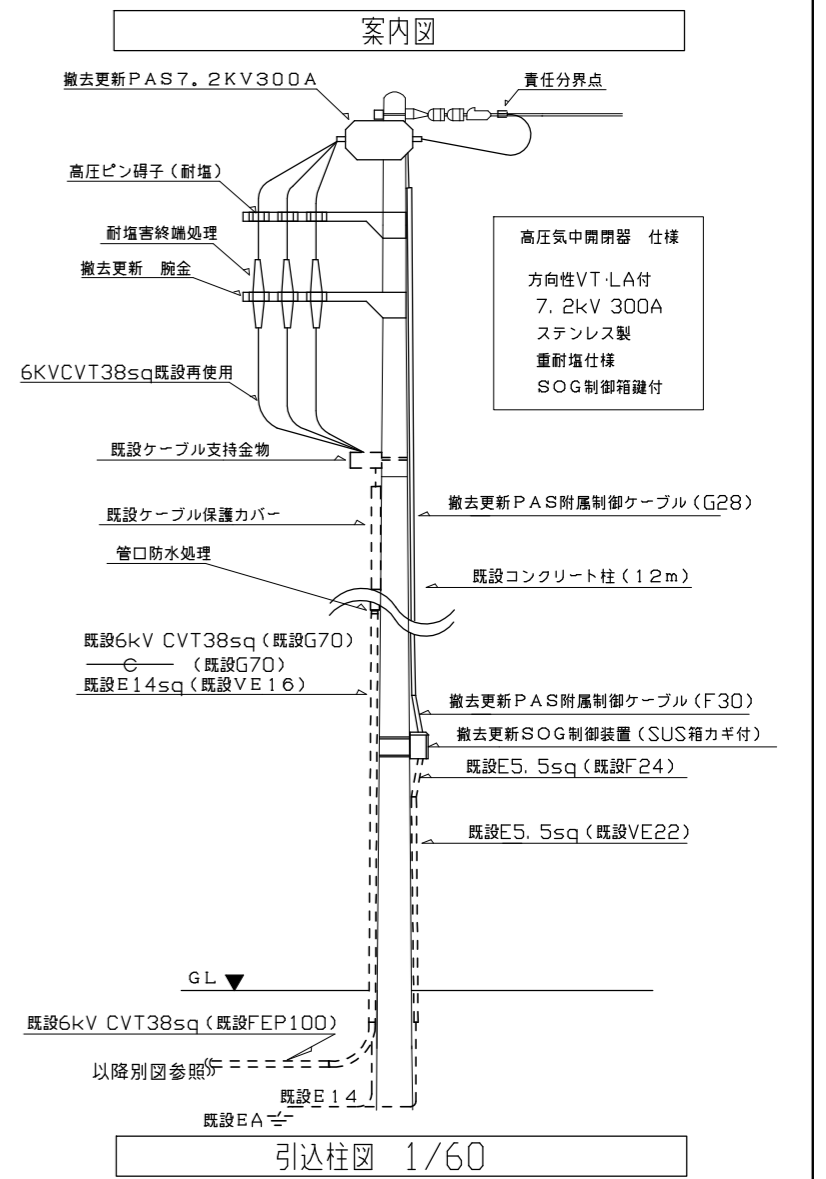 案内図
撤去更新PAS7.2KV300A
責任分界点
高圧ピン碍子(耐塩)
耐塩害終端処理
撤去更新 腕金
高圧気中開閉器 仕様
方向性VT・LA付
7.2kV 300A
ステンレス製
重耐塩仕様
SOG制御箱鍵付
6KVCVT38sq既設再使用
既設ケーブル支持金物
既設ケーブル保護カバー
撤去更新PAS附属制御ケーブル(G28)
管口防水処理
既設コンクリート柱(12m)
既設6kV CVT38sq(既設G70)
C (既設G70)
既設E14sq(既設VE16)
撤去更新PAS附属制御ケーブル(F30)
撤去更新SOG制御装置(SUS箱カギ付)
既設E5.5sq(既設F24)
既設E5.5sq(既設VE22)
GL
既設6kV CVT38sq(既設FEP100)
以降別図参照
既設E14
既設EA
引込柱図 1/60